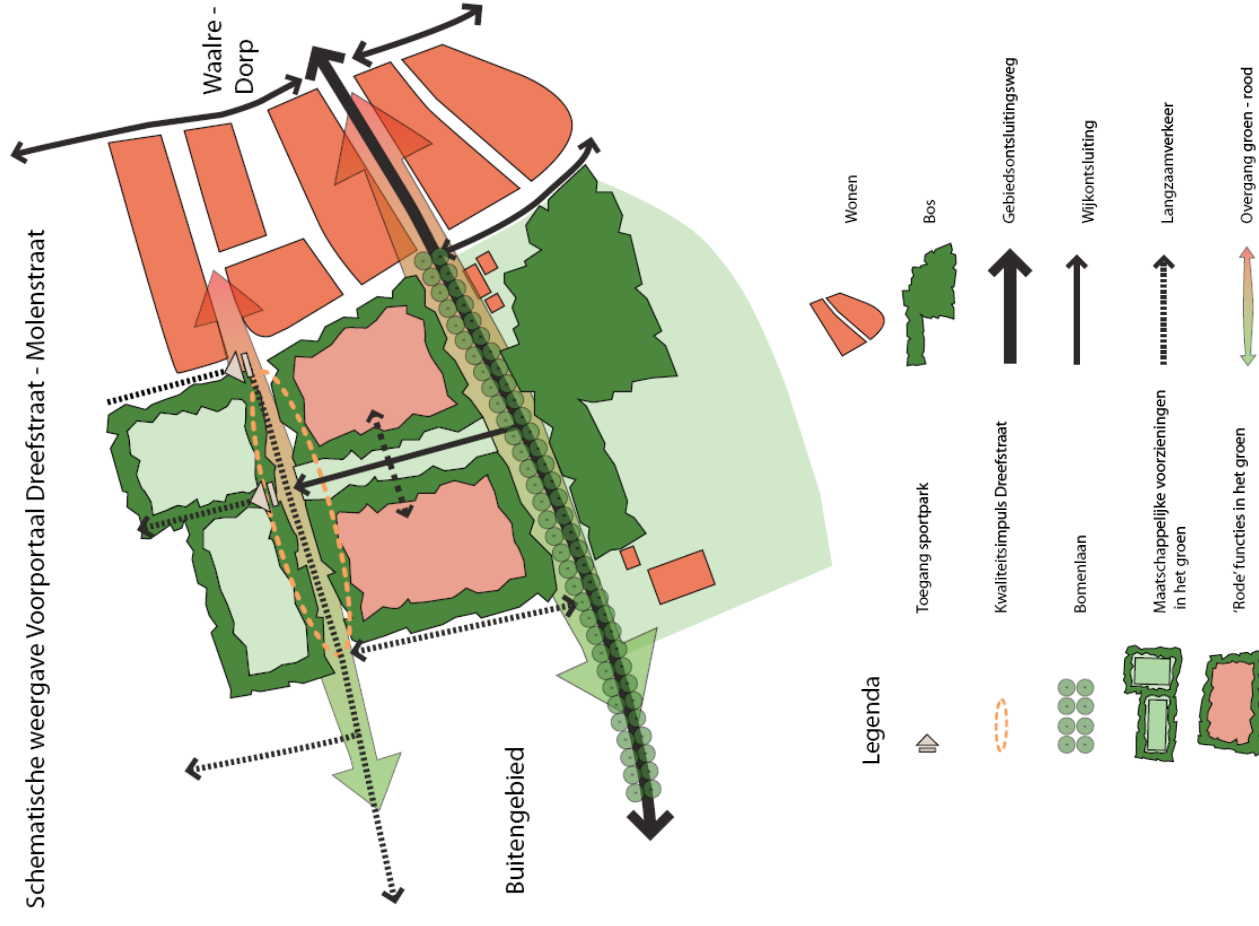 Schematische weergave Voorportaal Dreefstraat - Molenstraat
Waalre -
Dorp
Buitengebied
Legenda
Toegang sportpark
Kwaliteitsimpuls Dreefstraat
Bomenlaan
Maatschappelijke voorzieningen
in het groen
'Rode' functies in het groen
Wonen
Bos
Gebiedsontsluitingsweg
Wijkontsluiting
Langzaamverkeer
Overgang groen - rood